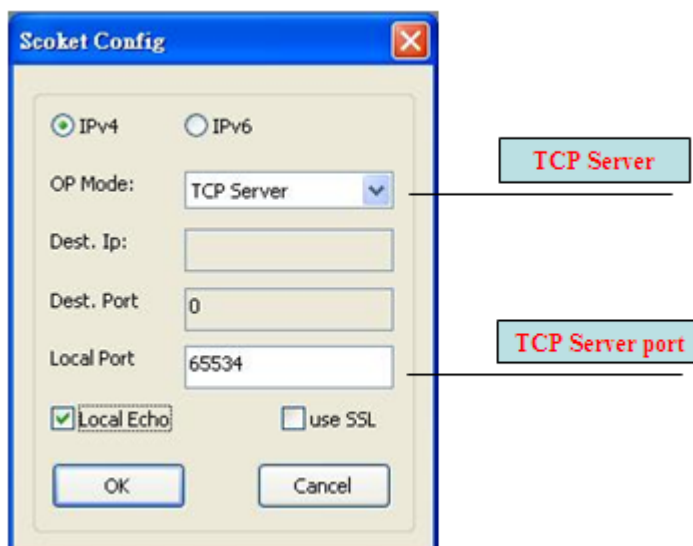 Scoket Config
IPv4 IPv6
OP Mode: TCP Server
TCP Server
Dest. Ip:
Dest. Port 0
Local Port 65534
TCP Server port
Local Echo use SSL
OK Cancel